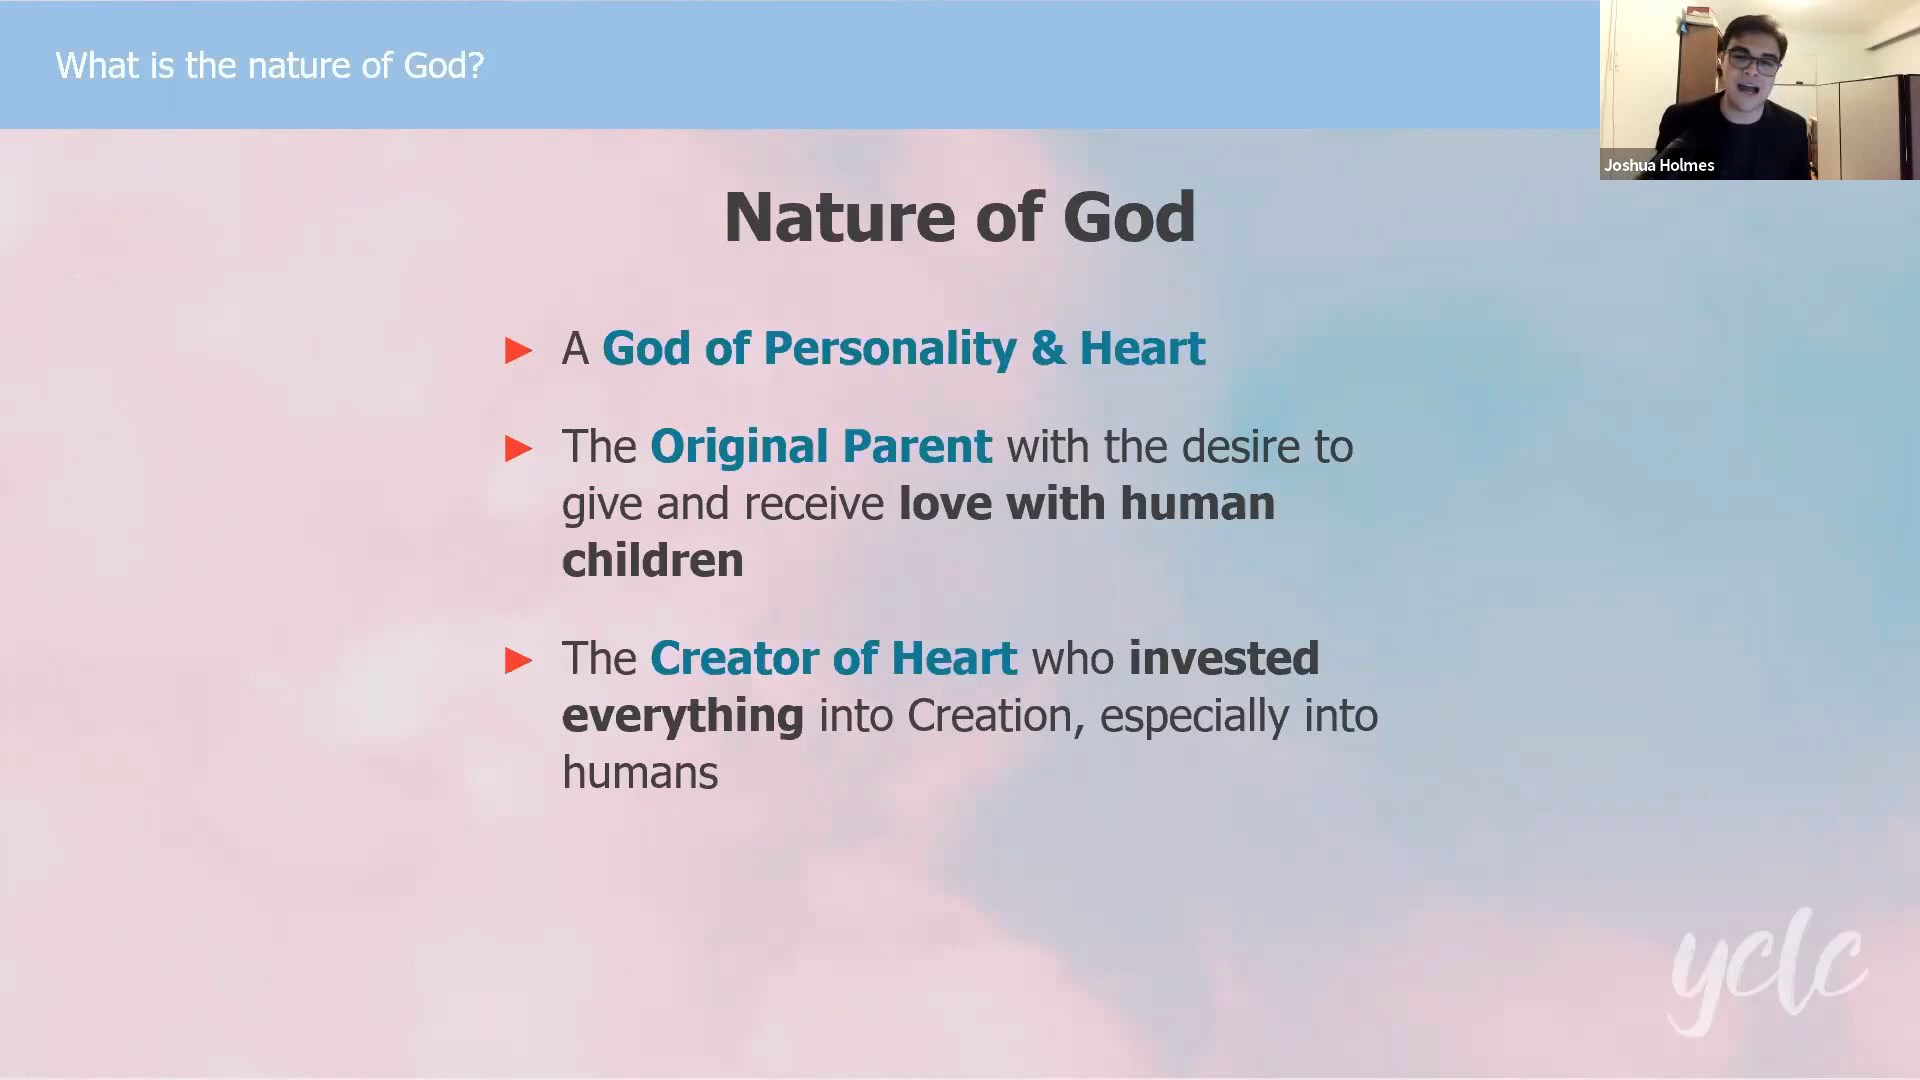 What is the nature of God?
Joshua Holmes
Nature of God
► A God of Personality & Heart
► The Original Parent with the desire to
give and receive love with human
children
► The Creator of Heart who invested
everything into Creation, especially into
humans
yclc